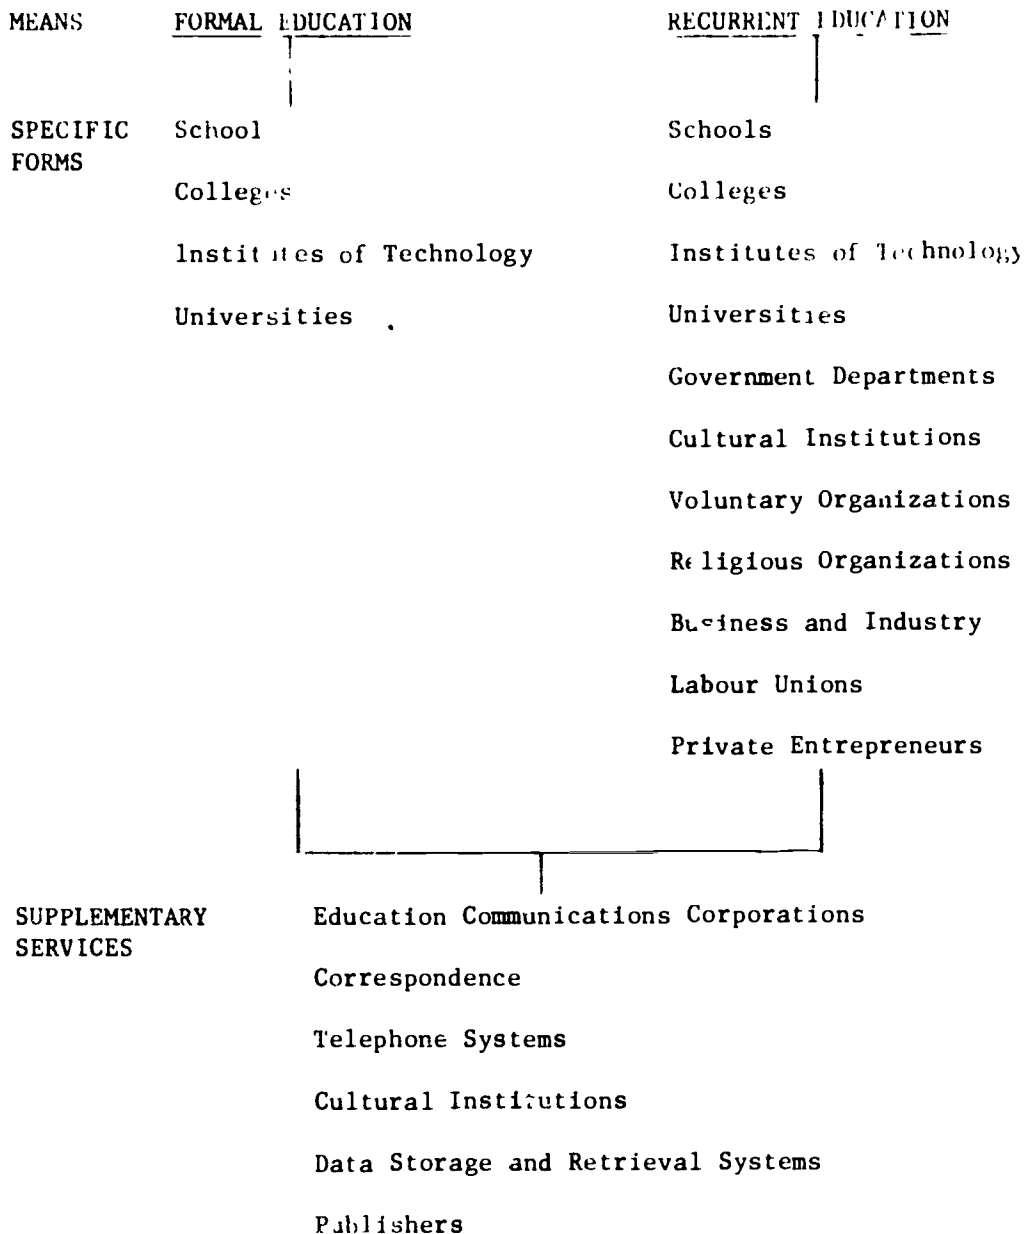 MEANS FORMAL EDUCATION RECURRENT EDUCATION
SPECIFIC School Schools
FORMS
Colleges Colleges
Institutes of Technology Institutes of Technology
Universities Universities
Government Departments
Cultural Institutions
Voluntary Organizations
Religious Organizations
Business and Industry
Labour Unions
Private Entrepreneurs
SUPPLEMENTARY Education Communications Corporations
SERVICES
Correspondence
Telephone Systems
Cultural Institutions
Data Storage and Retrieval Systems
Publishers